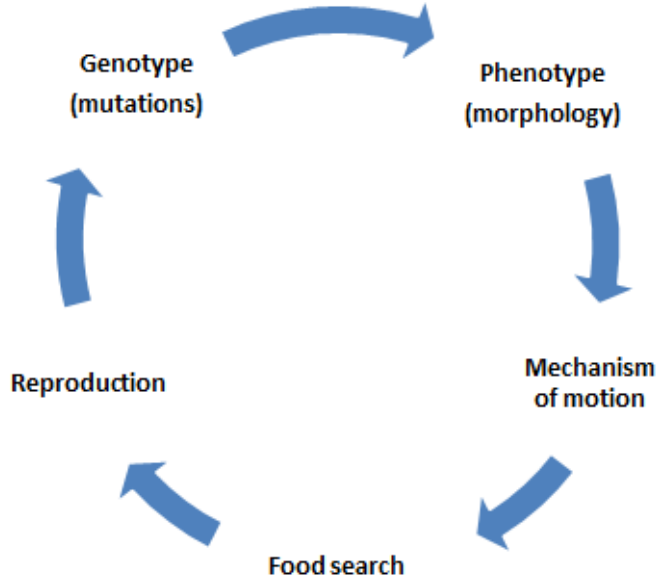 Genotype
(mutations)
Phenotype
(morphology)
Mechanism
of motion
Food search
Reproduction